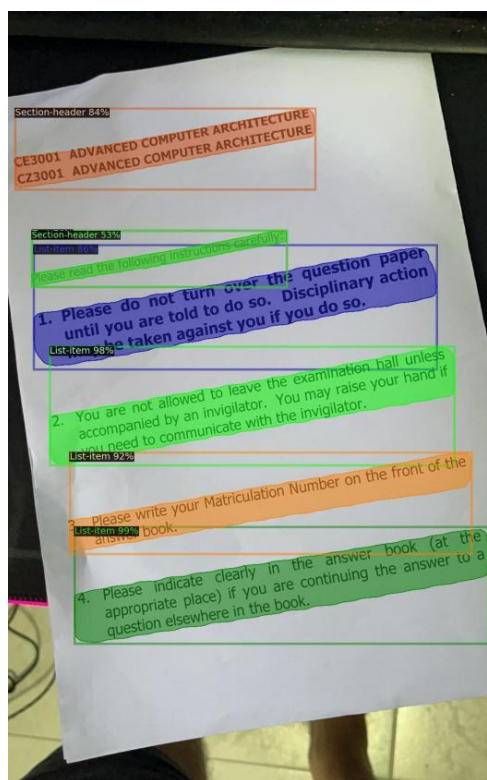 Section-header 84%
CE3001 ADVANCED COMPUTER ARCHITECTURE
CZ3001 ADVANCED COMPUTER ARCHITECTURE
Section-header 53%
List-item 86%
Please read the following instructions carefully:
1. Please do not turn over the question paper
until you are told to do so. Disciplinary action
be taken against you if you do so.
List-item 98%
2. You are not allowed to leave the examination hall unless
accompanied by an invigilator. You may raise your hand if
you need to communicate with the invigilator.
List-item 92%
3. Please write your Matriculation Number on the front of the
answer book.
List-item 99%
4. Please indicate clearly in the answer book (at the
appropriate place) if you are continuing the answer to a
question elsewhere in the book.